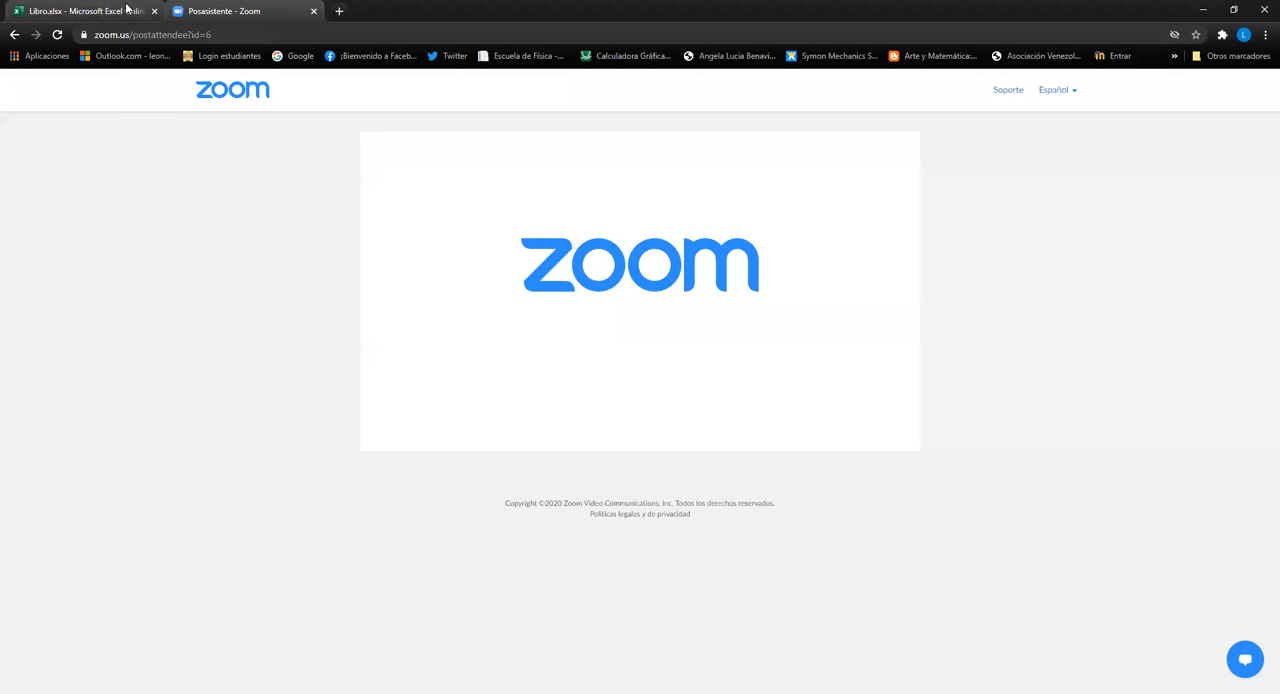 Libro.xlsx - Microsoft Excel Online
Posasistente - Zoom
zoom.us/postattendee?id=6
Aplicaciones
Outlook.com - leon...
Login estudiantes
Google
¡Bienvenido a Faceb...
Twitter
Escuela de Física -...
Calculadora Gráfica...
Angela Lucia Benavi...
Symon Mechanics S...
Arte y Matemática:...
Asociación Venezol...
Entrar
»
Otros marcadores
zoom
Soporte
Español
zoom
Copyright ©2020 Zoom Video Communications, Inc. Todos los derechos reservados.
Políticas legales y de privacidad